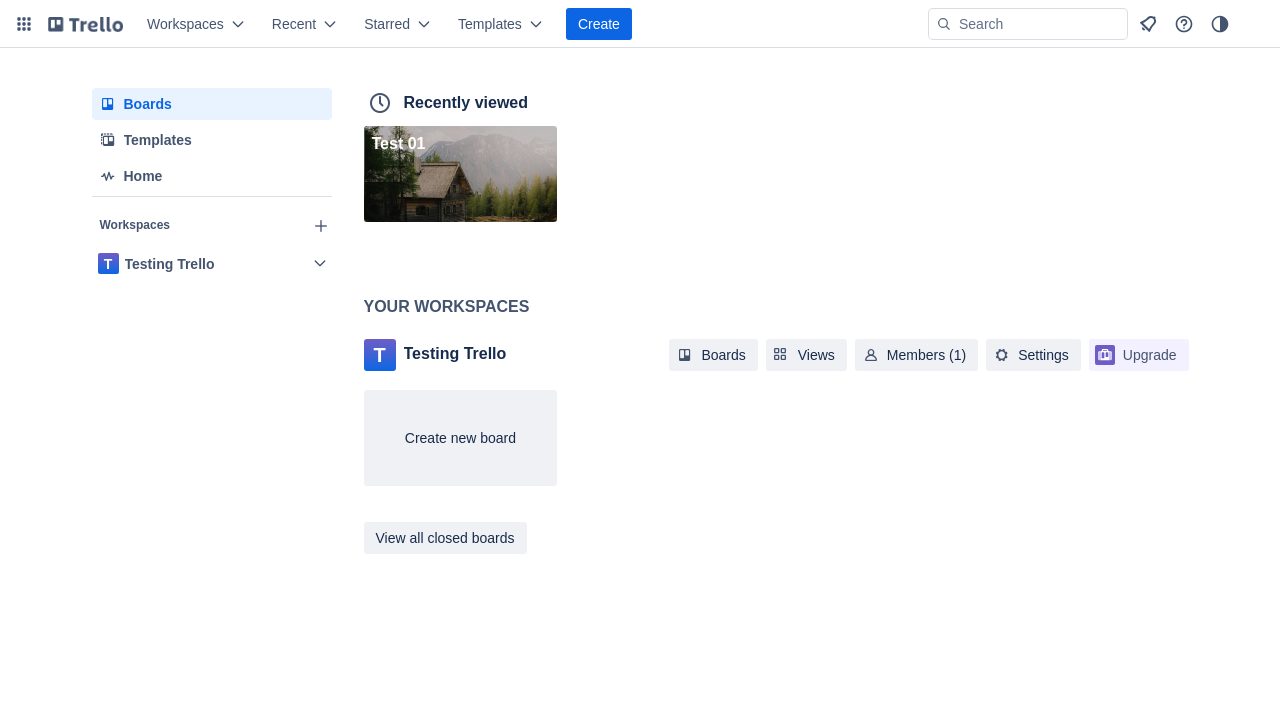 Trello
Workspaces
Recent
Starred
Templates
Create
Search
Boards
Templates
Home
Workspaces
T
Testing Trello
Recently viewed
Test 01
YOUR WORKSPACES
T
Testing Trello
Boards
Views
Members (1)
Settings
Upgrade
Create new board
View all closed boards